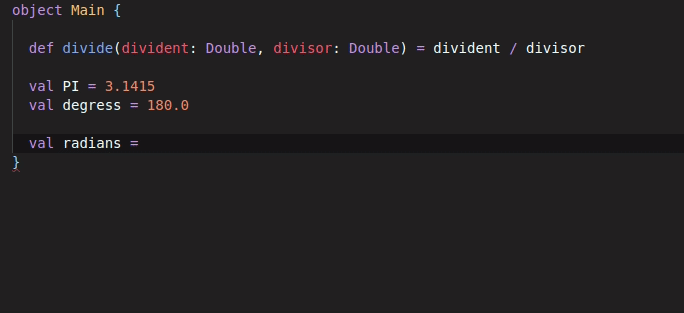 object Main {
def divide(divident: Double, divisor: Double) = divident / divisor
val PI = 3.1415
val degress = 180.0
val radians =
}